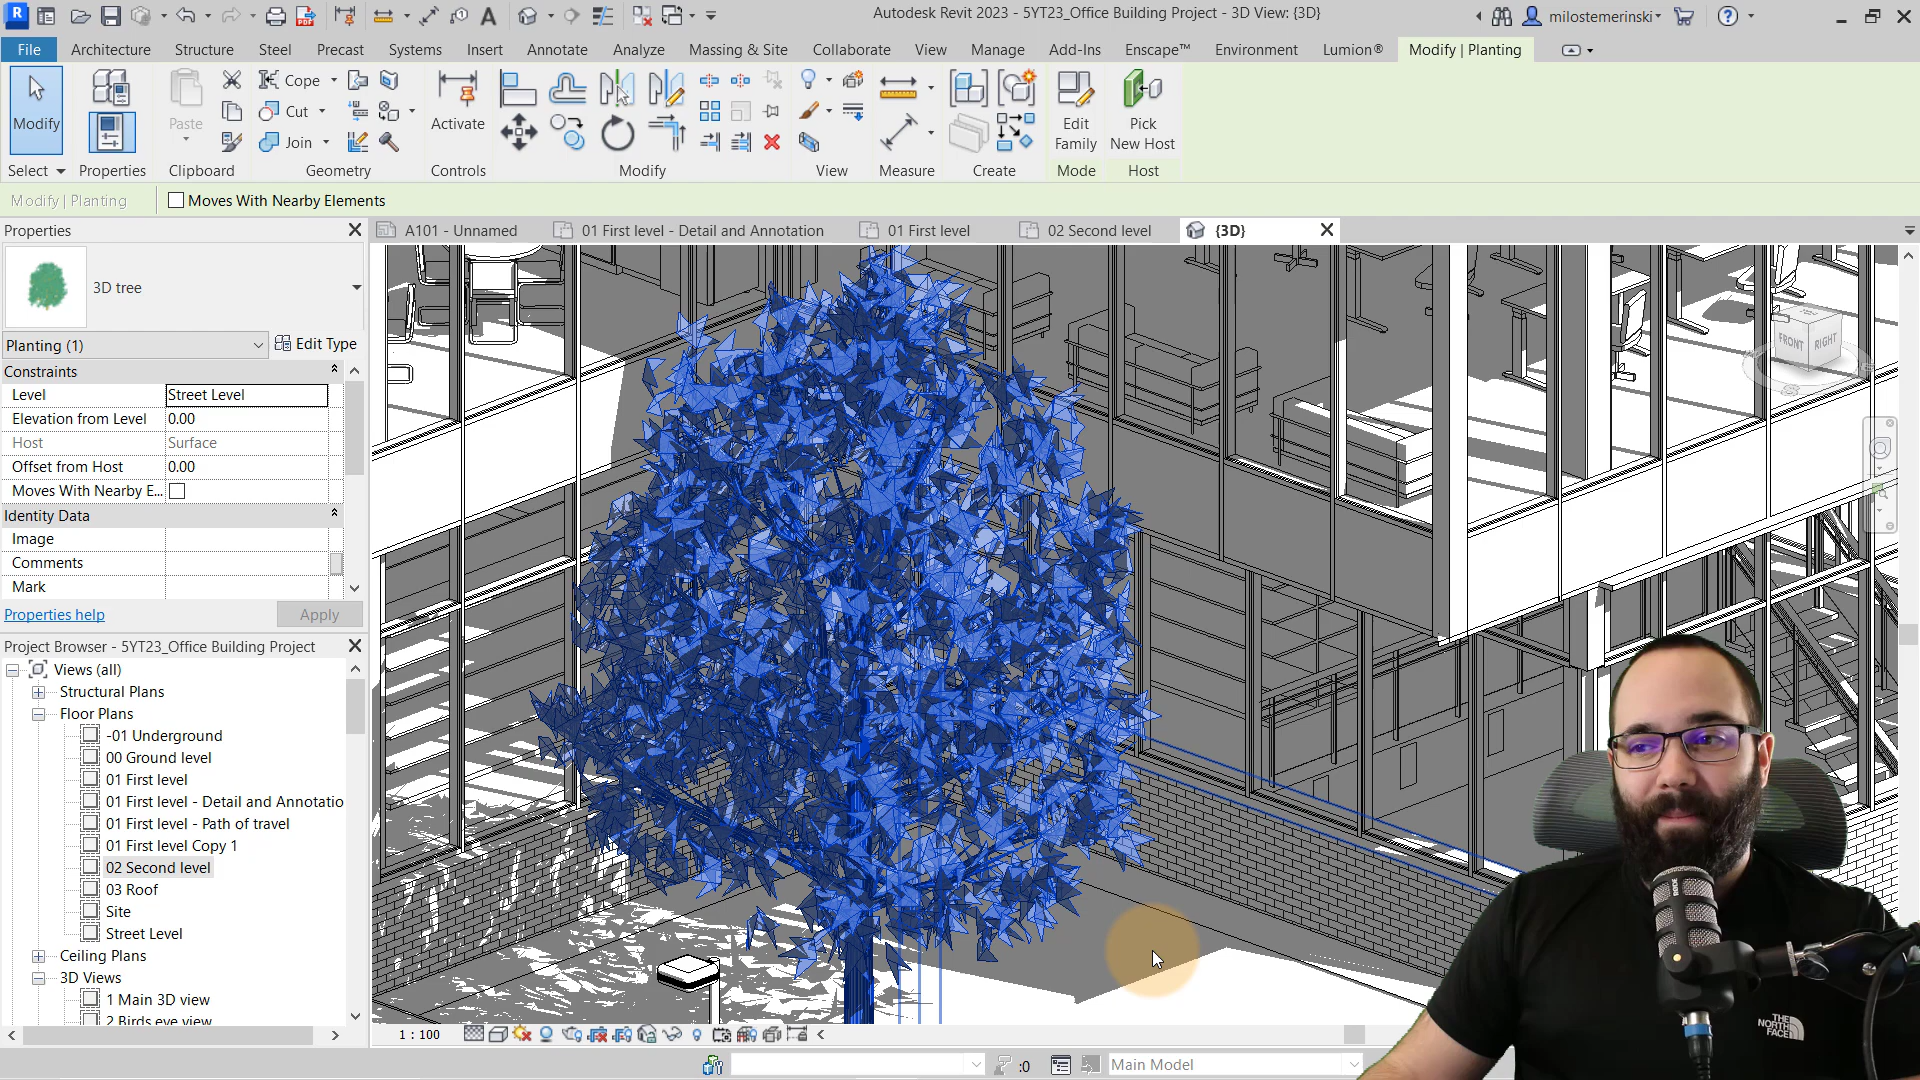 Autodesk Revit 2023 - 5YT23_Office Building Project - 3D View: {3D}
milostemerinski
File Architecture Structure Steel Precast Systems Insert Annotate Analyze Massing & Site Collaborate View Manage Add-Ins Enscape™ Environment Lumion® Modify | Planting
Cope
Cut
Join
Modify
Paste
Activate
Edit
Family
Pick
New Host
Select Properties Clipboard Geometry Controls Modify View Measure Create Mode Host
Modify | Planting Moves With Nearby Elements
Properties
A101 - Unnamed 01 First level - Detail and Annotation 01 First level 02 Second level {3D}
3D tree
Planting (1) Edit Type
Constraints
Level Street Level
Elevation from Level 0.00
Host Surface
Offset from Host 0.00
Moves With Nearby E...
Identity Data
Image
Comments
Mark
Properties help Apply
Project Browser - 5YT23_Office Building Project
Views (all)
Structural Plans
Floor Plans
-01 Underground
00 Ground level
01 First level
01 First level - Detail and Annotatio
01 First level - Path of travel
01 First level Copy 1
02 Second level
03 Roof
Site
Street Level
Ceiling Plans
3D Views
1 Main 3D view
2 Birds eye view
FRONT RIGHT
1 : 100
:0 Main Model
THE
NORTH
FACE
RØDE